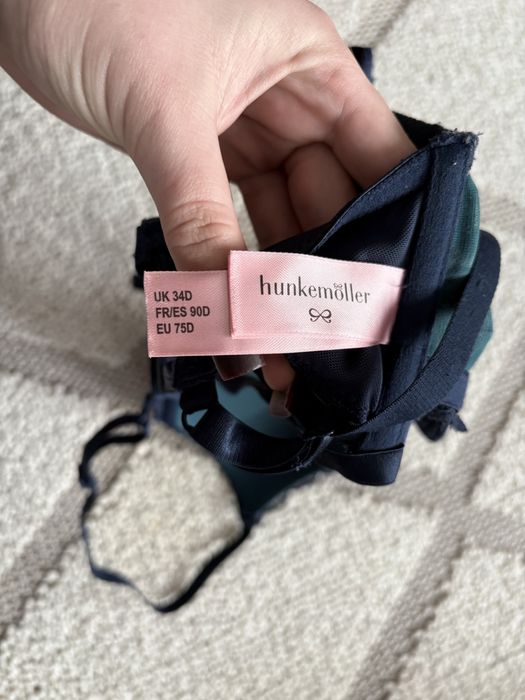 UK 34D
FR/ES 90D
EU 75D
hunkemöller